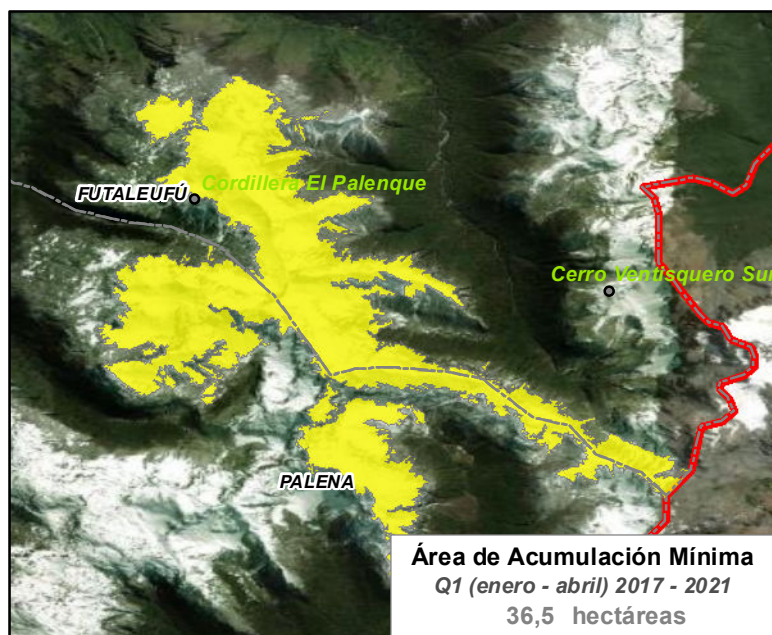 FUTALEUFÚ
Cordillera El Palenque
Cerro Ventisquero Sur
PALENA
Área de Acumulación Mínima
Q1 (enero - abril) 2017 - 2021
36,5 hectáreas